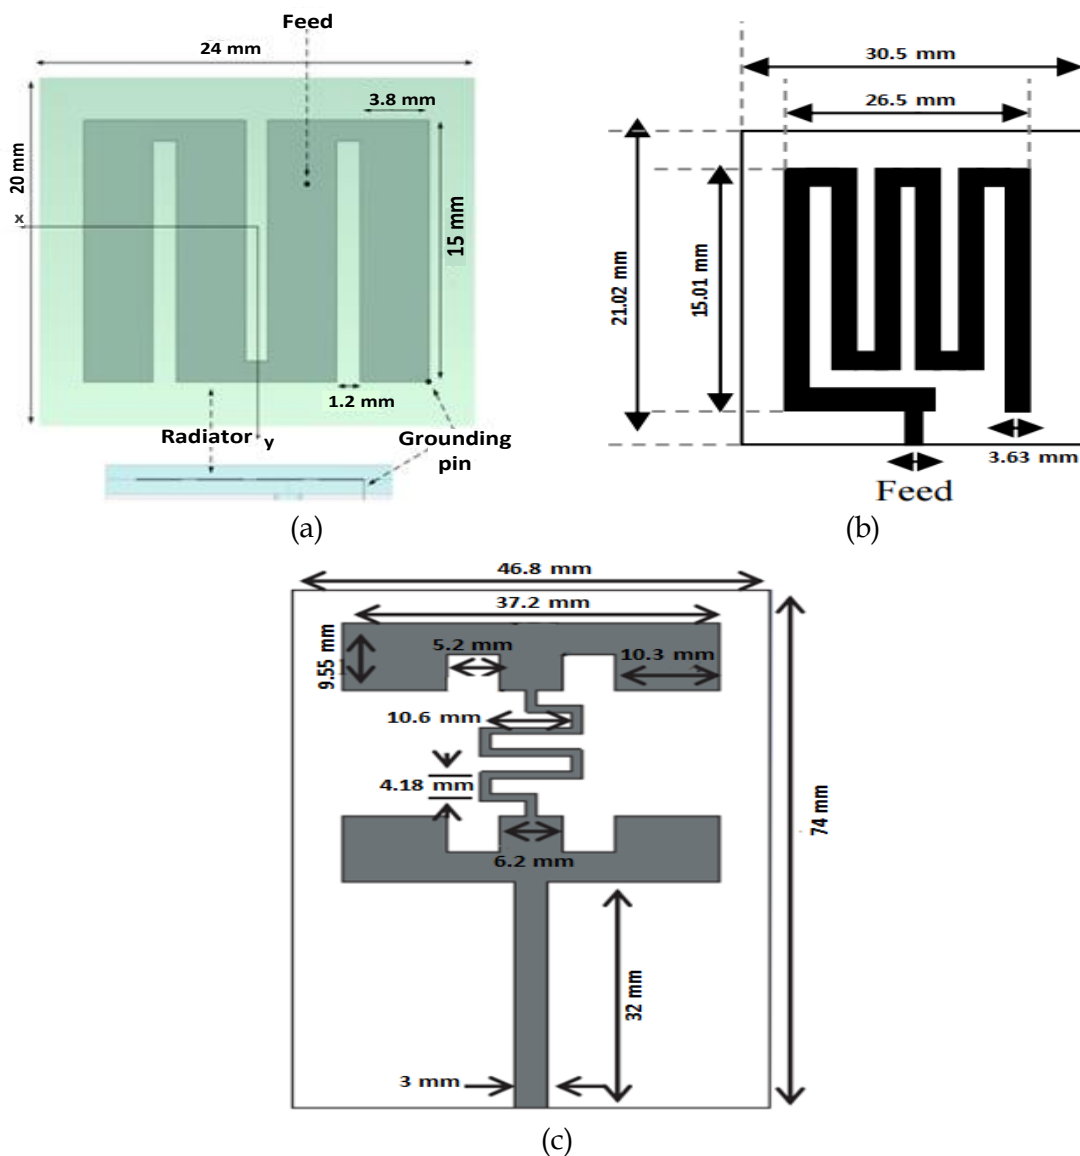 Feed
24 mm
3.8 mm
20 mm
x
15 mm
1.2 mm
Radiator
y
Grounding
pin
(a)
30.5 mm
26.5 mm
21.02 mm
15.01 mm
3.63 mm
Feed
(b)
46.8 mm
37.2 mm
9.55 mm
5.2 mm
10.3 mm
10.6 mm
4.18 mm
74 mm
6.2 mm
32 mm
3 mm
(c)